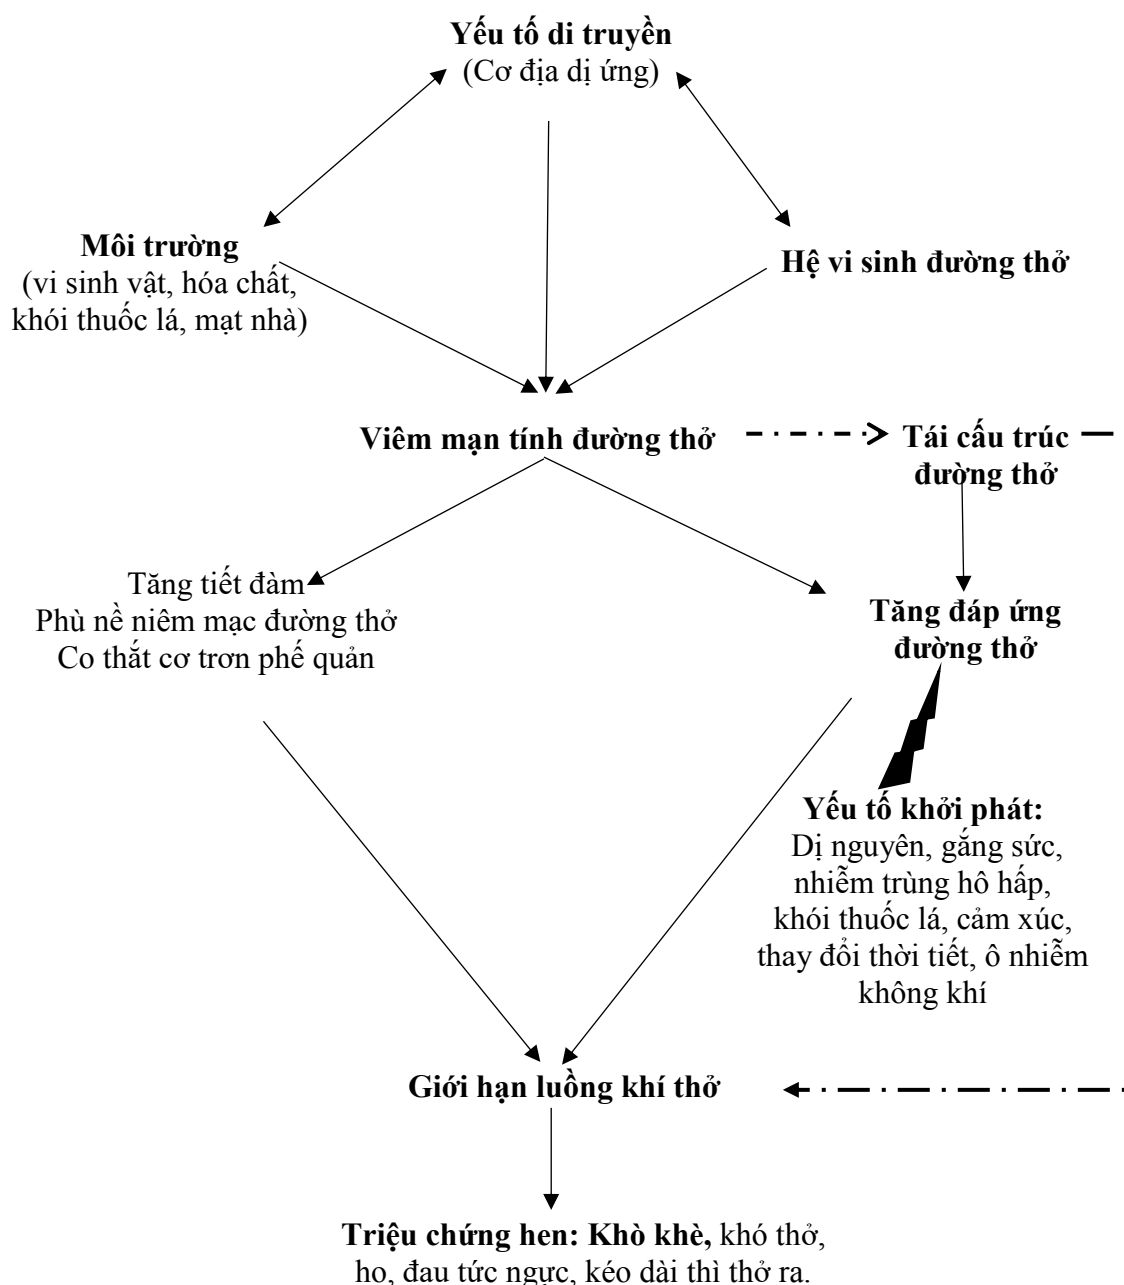 Yếu tố di truyền
(Cơ địa dị ứng)
Môi trường
(vi sinh vật, hóa chất,
khói thuốc lá, mạt nhà)
Hệ vi sinh đường thở
Viêm mạn tính đường thở
Tái cấu trúc
đường thở
Tăng tiết đàm
Phù nề niêm mạc đường thở
Co thắt cơ trơn phế quản
Tăng đáp ứng
đường thở
Yếu tố khởi phát:
Dị nguyên, gắng sức,
nhiễm trùng hô hấp,
khói thuốc lá, cảm xúc,
thay đổi thời tiết, ô nhiễm
không khí
Giới hạn luồng khí thở
Triệu chứng hen: Khò khè, khó thở,
ho, đau tức ngực, kéo dài thì thở ra.